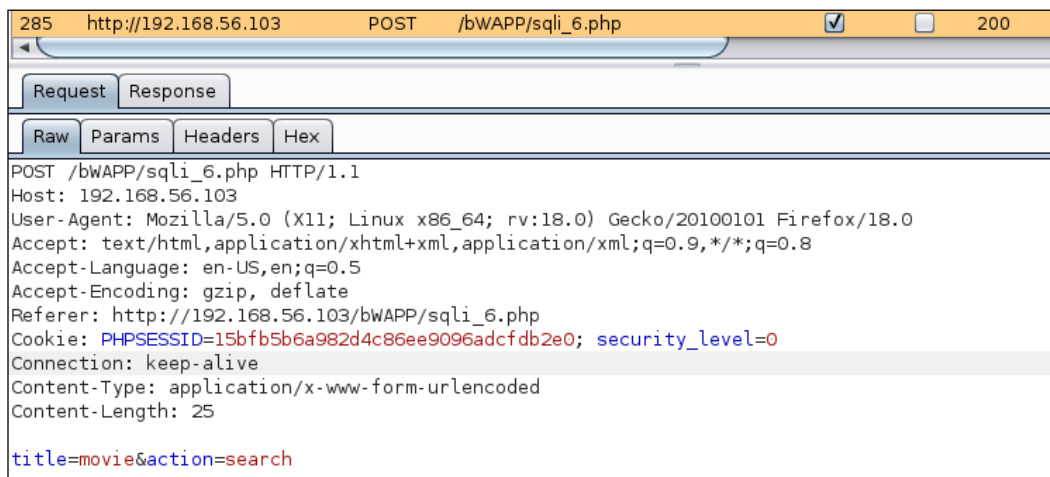 285 http://192.168.56.103 POST /bWAPP/sqli_6.php 200
Request Response
Raw Params Headers Hex
POST /bWAPP/sqli_6.php HTTP/1.1
Host: 192.168.56.103
User-Agent: Mozilla/5.0 (X11; Linux x86_64; rv:18.0) Gecko/20100101 Firefox/18.0
Accept: text/html,application/xhtml+xml,application/xml;q=0.9,*/*;q=0.8
Accept-Language: en-US,en;q=0.5
Accept-Encoding: gzip, deflate
Referer: http://192.168.56.103/bWAPP/sqli_6.php
Cookie: PHPSESSID=15bfb5b6a982d4c86ee9096adcfdb2e0; security_level=0
Connection: keep-alive
Content-Type: application/x-www-form-urlencoded
Content-Length: 25
title=movie&action=search